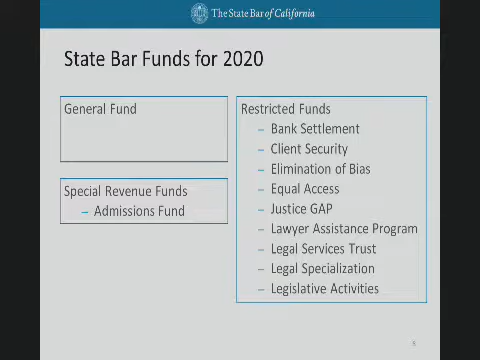 The State Bar of California
State Bar Funds for 2020
General Fund
Special Revenue Funds
– Admissions Fund
Restricted Funds
– Bank Settlement
– Client Security
– Elimination of Bias
– Equal Access
– Justice GAP
– Lawyer Assistance Program
– Legal Services Trust
– Legal Specialization
– Legislative Activities